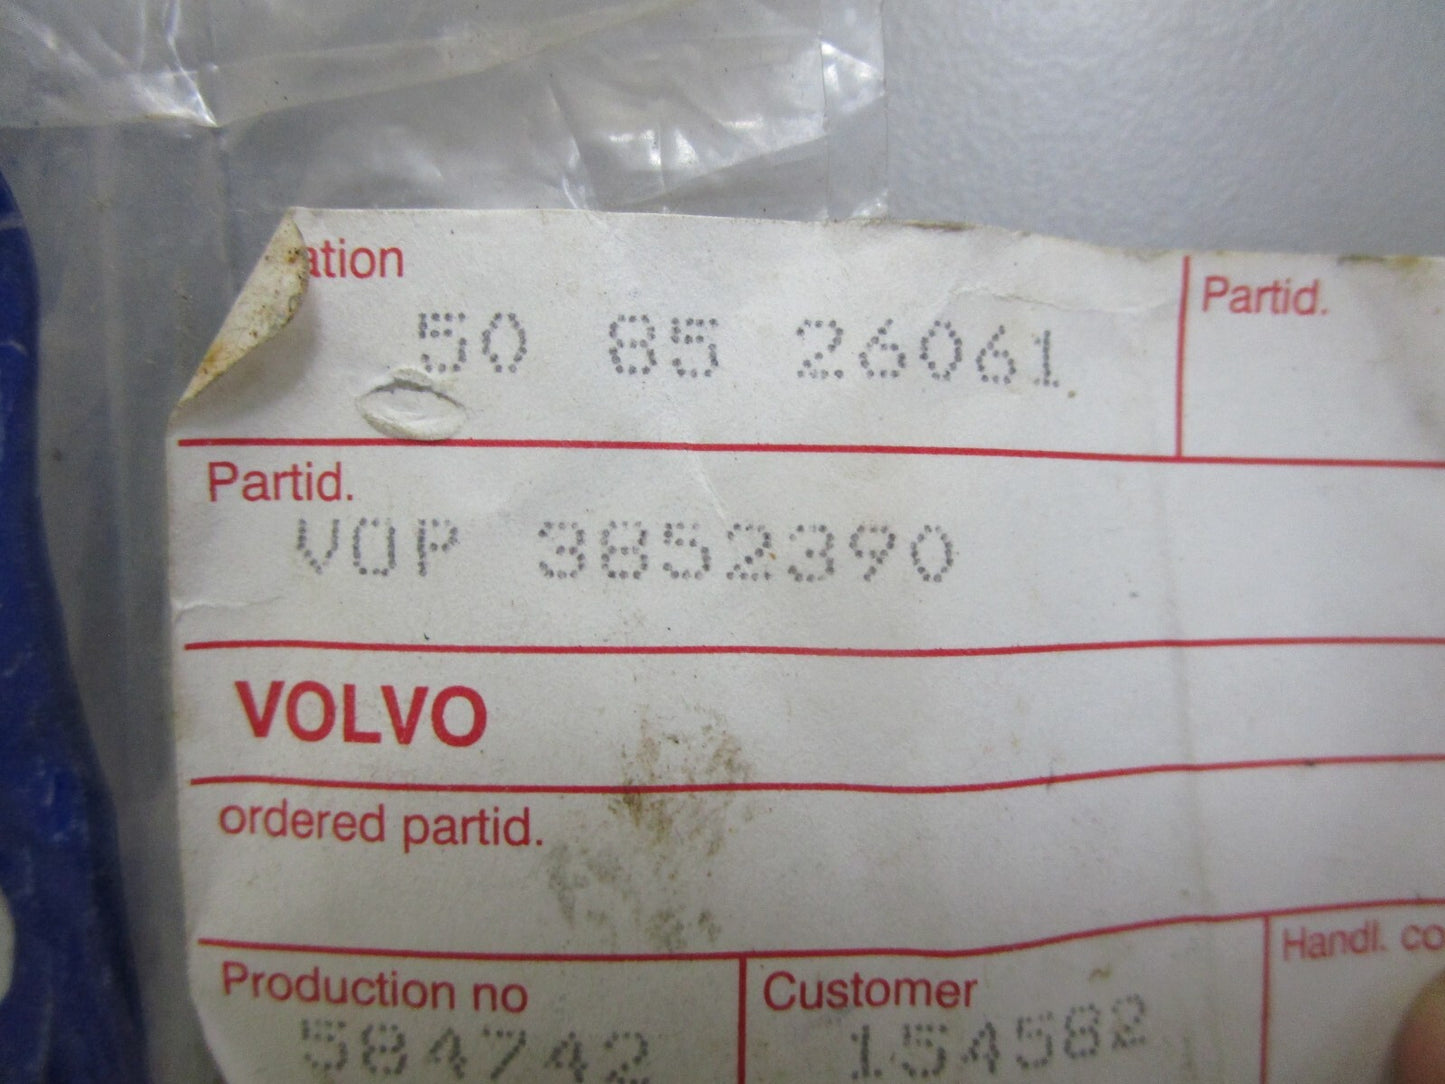 ation
Partid.
50 85 26061
Partid.
VOP 3852390
VOLVO
ordered partid.
Production no
Customer
Handl. co
584742
154582